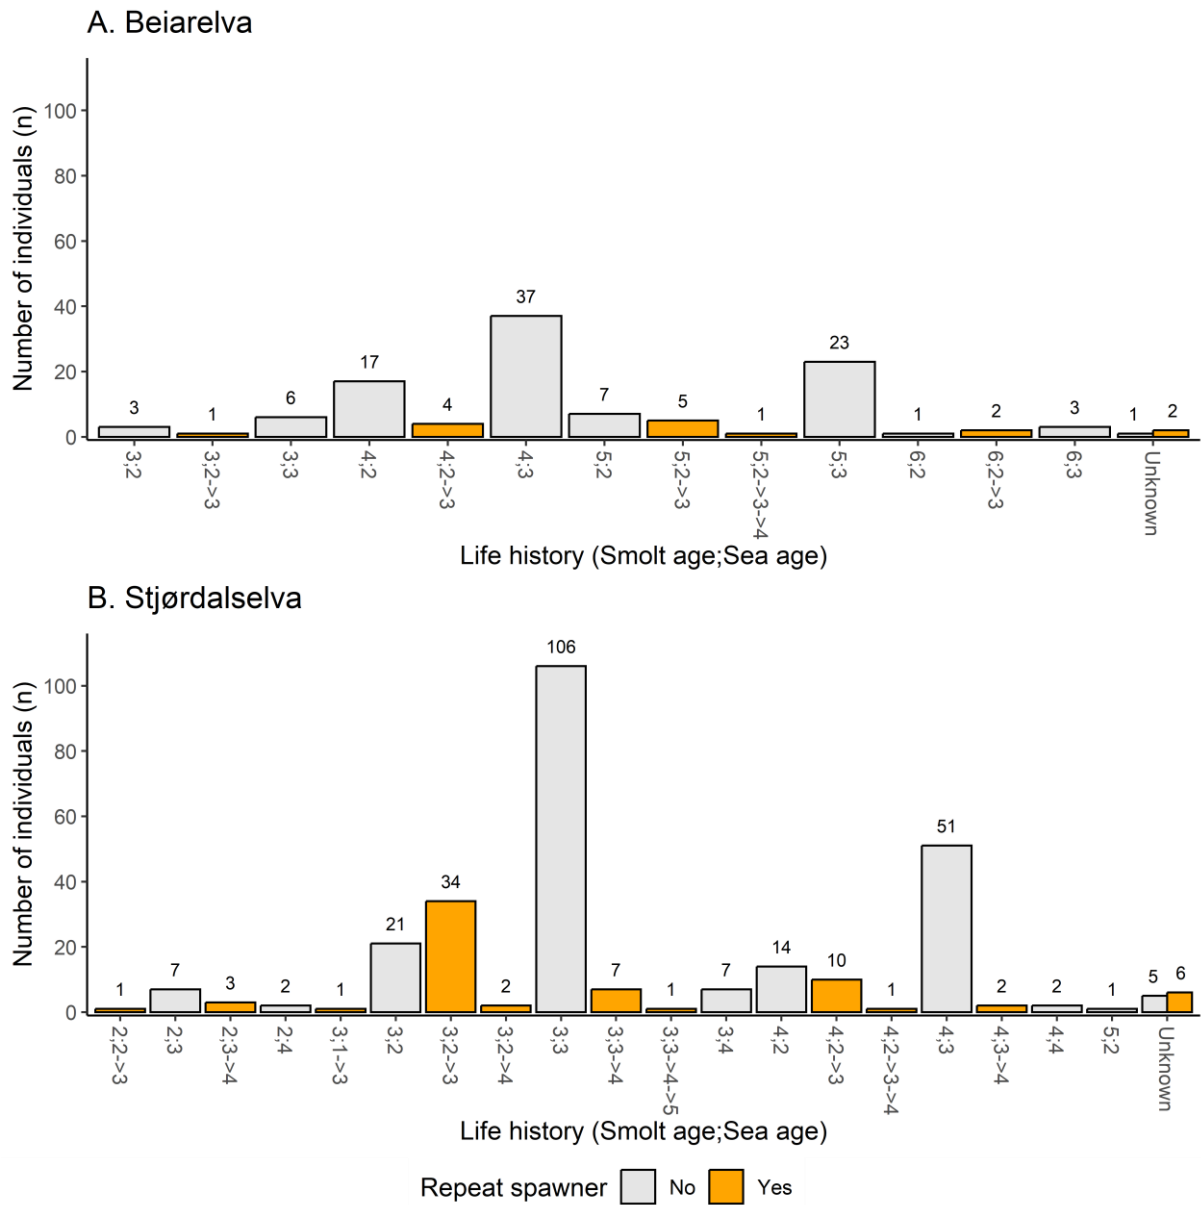 A. Beiarelva
Number of individuals (n)
100
80
60
40
20
0
3 1 6 17 4 37 7 5 1 23 1 2 3 1 2
3;2 3;2->3 3;3 4;2 4;2->3 4;3 5;2 5;2->3 5;2->3->4 5;3 6;2 6;2->3 6;3 Unknown
Life history (Smolt age;Sea age)
B. Stjørdalselva
Number of individuals (n)
100
80
60
40
20
0
1 7 3 2 1 21 34 2 106 7 1 7 14 10 1 51 2 2 1 5 6
2;2->3 2;3 2;3->4 2;4 3;1->3 3;2 3;2->3 3;2->4 3;3 3;3->4 3;3->4->5 3;4 4;2 4;2->3 4;2->3->4 4;3 4;3->4 4;4 5;2 Unknown
Life history (Smolt age;Sea age)
Repeat spawner No Yes